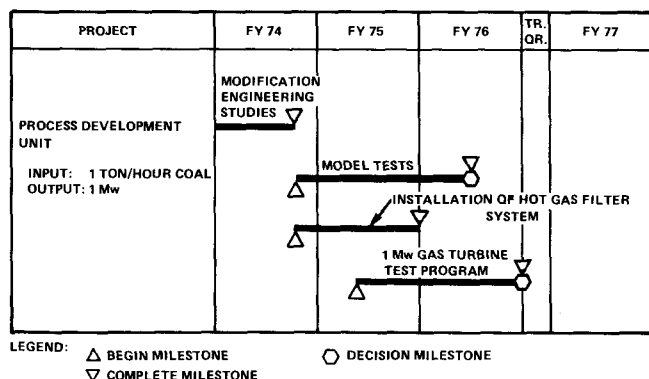 PROJECT FY 74 FY 75 FY 76 TR. QR. FY 77
MODIFICATION
ENGINEERING
STUDIES
PROCESS DEVELOPMENT
UNIT
INPUT: 1 TON/HOUR COAL
OUTPUT: 1 Mw
MODEL TESTS
INSTALLATION OF HOT GAS FILTER
SYSTEM
1 Mw GAS TURBINE
TEST PROGRAM
LEGEND:
BEGIN MILESTONE
DECISION MILESTONE
COMPLETE MILESTONE